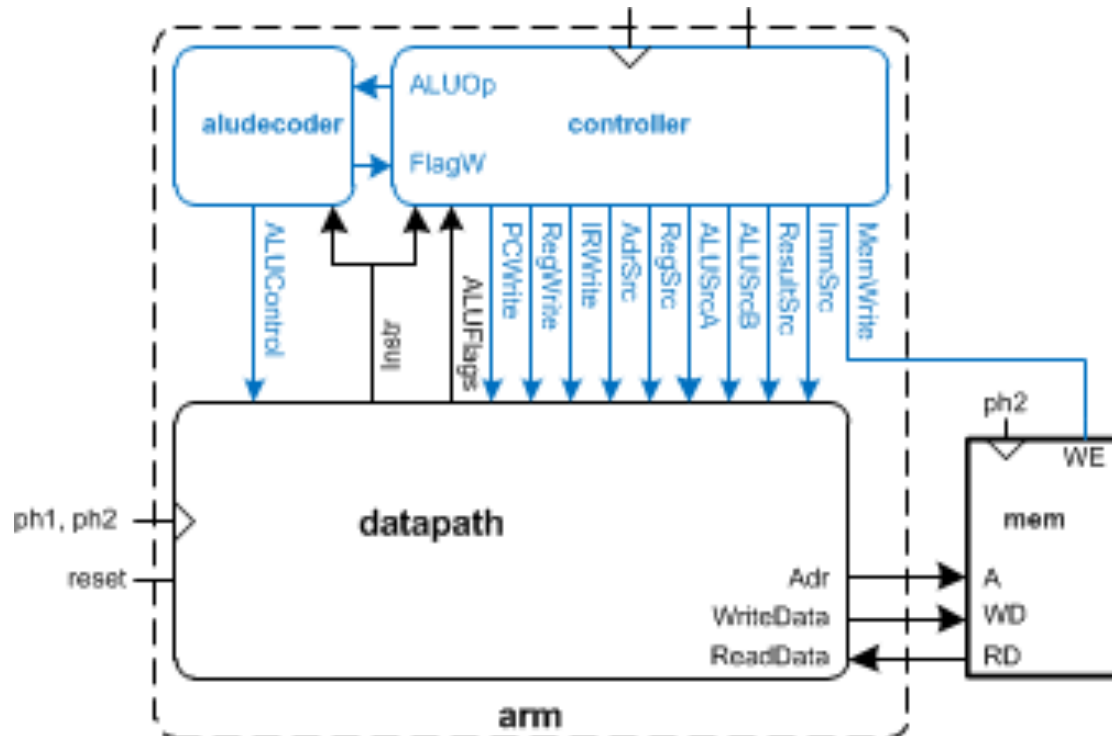 ALUOp
aludecoder
controller
FlagW
ALUControl
Instr
ALUFlags
PCWrite
RegWrite
IRWrite
AdrSrc
RegSrc
ALUSrcA
ALUSrcB
ResultSrc
ImmSrc
MemWrite
ph2
WE
ph1, ph2
datapath
mem
reset
Adr
A
WriteData
WD
ReadData
RD
arm